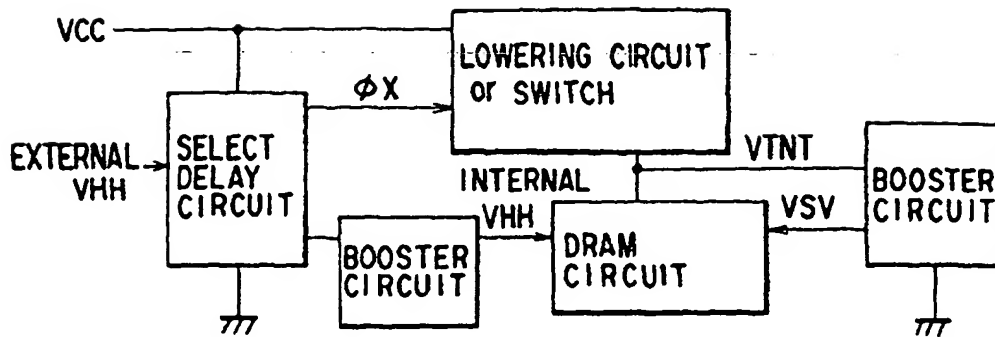 VCC
LOWERING CIRCUIT
or SWITCH
φX
EXTERNAL
VHH
SELECT
DELAY
CIRCUIT
VTNT
INTERNAL
VHH
BOOSTER
CIRCUIT
VSV
BOOSTER
CIRCUIT
DRAM
CIRCUIT